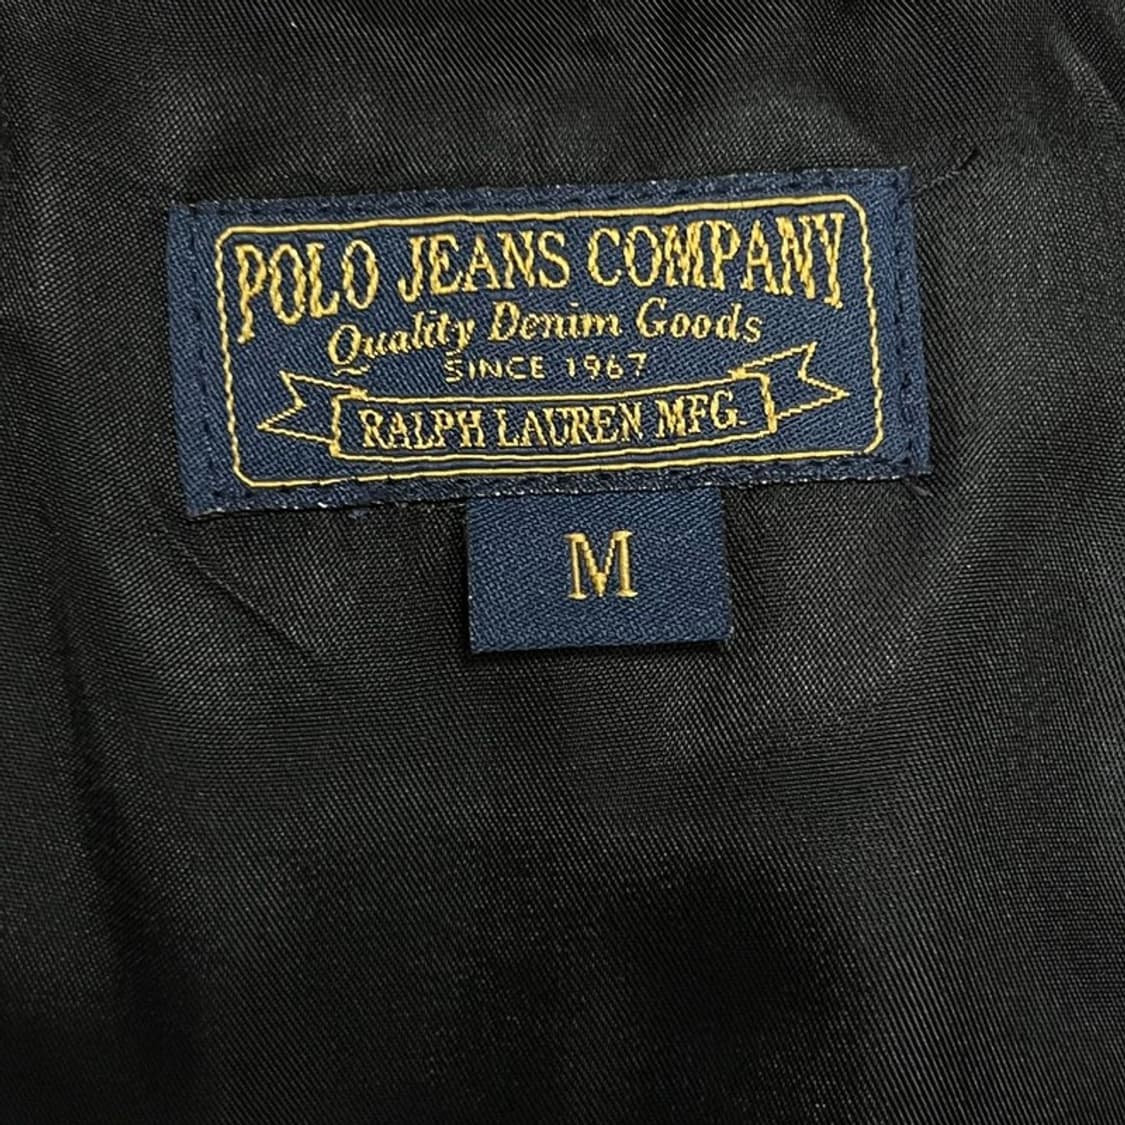 POLO JEANS COMPANY
Quality Denim Goods
SINCE 1967
RALPH LAUREN MFG.
M